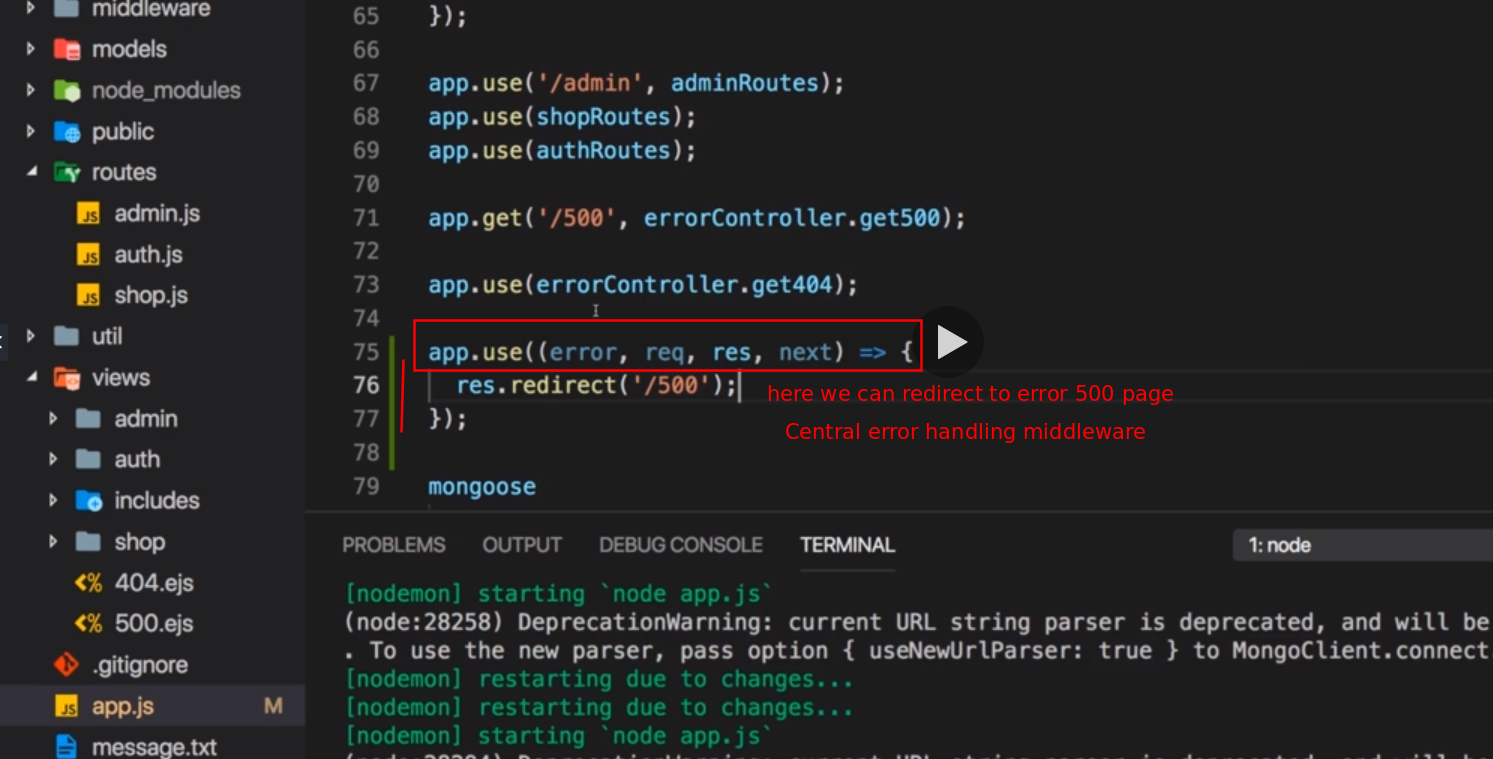 middleware
models
node_modules
public
routes
admin.js
auth.js
shop.js
util
views
admin
auth
includes
shop
404.ejs
500.ejs
.gitignore
app.js M
message.txt
65 });
66
67 app.use('/admin', adminRoutes);
68 app.use(shopRoutes);
69 app.use(authRoutes);
70
71 app.get('/500', errorController.get500);
72
73 app.use(errorController.get404);
74
75 app.use((error, req, res, next) => {
76 res.redirect('/500');
here we can redirect to error 500 page
77 });
Central error handling middleware
78
79 mongoose
PROBLEMS OUTPUT DEBUG CONSOLE TERMINAL 1: node
[nodemon] starting `node app.js`
(node:28258) DeprecationWarning: current URL string parser is deprecated, and will be
. To use the new parser, pass option { useNewUrlParser: true } to MongoClient.connect
[nodemon] restarting due to changes...
[nodemon] restarting due to changes...
[nodemon] starting `node app.js`